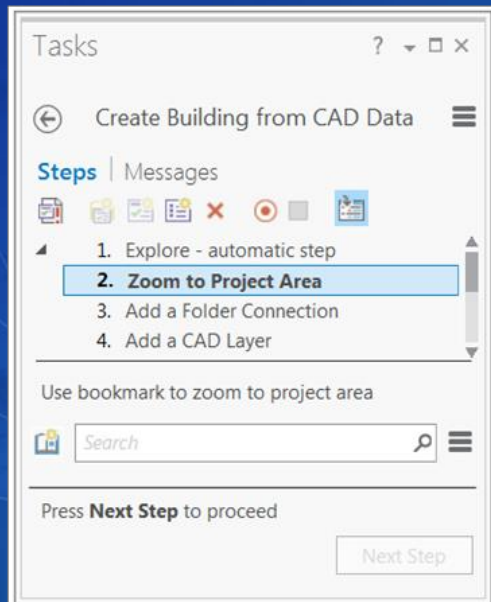 Tasks
?
Create Building from CAD Data
Steps | Messages
1. Explore - automatic step
2. Zoom to Project Area
3. Add a Folder Connection
4. Add a CAD Layer
Use bookmark to zoom to project area
Search
Press Next Step to proceed
Next Step